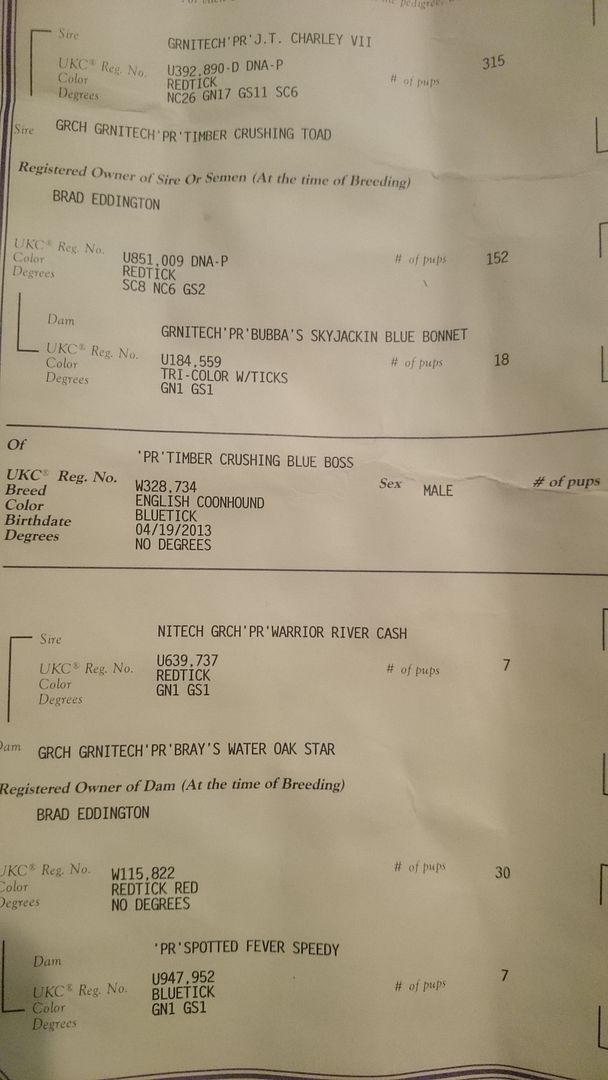 pedigree,
Sire GRNITECH'PR'J.T. CHARLEY VII
UKC® Reg. No. U392,890-D DNA-P # of pups 315
Color REDTICK
Degrees NC26 GN17 GS11 SC6
Sire GRCH GRNITECH'PR'TIMBER CRUSHING TOAD
Registered Owner of Sire Or Semen (At the time of Breeding)
BRAD EDDINGTON
UKC® Reg. No. U851,009 DNA-P # of pups 152
Color REDTICK
Degrees SC8 NC6 GS2
Dam GRNITECH'PR'BUBBA'S SKYJACKIN BLUE BONNET
UKC® Reg. No. U184,559 # of pups 18
Color TRI-COLOR W/TICKS
Degrees GN1 GS1
Of 'PR'TIMBER CRUSHING BLUE BOSS
UKC® Reg. No. W328,734 Sex MALE # of pups
Breed ENGLISH COONHOUND
Color BLUETICK
Birthdate 04/19/2013
Degrees NO DEGREES
Sire NITECH GRCH'PR'WARRIOR RIVER CASH
UKC® Reg. No. U639,737 # of pups 7
Color REDTICK
Degrees GN1 GS1
Dam GRCH GRNITECH'PR'BRAY'S WATER OAK STAR
Registered Owner of Dam (At the time of Breeding)
BRAD EDDINGTON
UKC® Reg. No. W115,822 # of pups 30
Color REDTICK RED
Degrees NO DEGREES
Dam 'PR'SPOTTED FEVER SPEEDY
UKC® Reg. No. U947,952 # of pups 7
Color BLUETICK
Degrees GN1 GS1